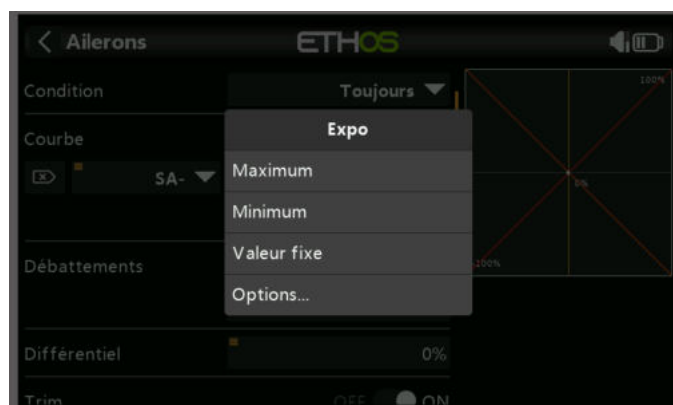 Ailerons
ETHOS
Condition
Toujours
100%
Courbe
Expo
SA-
Maximum
Minimum
0%
Valeur fixe
Débattements
-100%
Options...
Différentiel
0%
Trim
OFF
ON